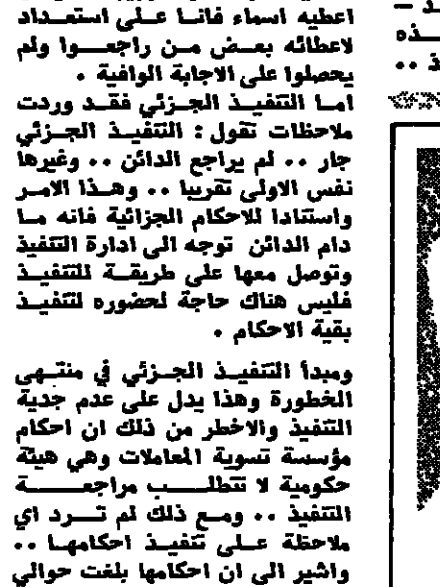 اعطيه اسماء فانا على استعداد
لاعطائه بعض من راجعوا ولم
يحصلوا على الاجابة الوافية .
اما التنفيذ الجزئي فقد وردت
ملاحظات تقول : التنفيذ الجزئي
جار .. لم يراجع الدائن .. وغيرها
نفس الاولى تقريبا .. وهذا الامر
واستنادا للاحكام الجزائية فانه ما
دام الدائن توجه الى ادارة التنفيذ
وتوصل معها على طريقة للتنفيذ
فليس هناك حاجة لحضوره لتنفيذ
بقية الاحكام .
ومبدأ التنفيذ الجزئي في منتهى
الخطورة وهذا يدل على عدم جدية
التنفيذ والاخطر من ذلك ان احكام
مؤسسة تسوية المعاملات وهي هيئة
حكومية لا تتطلب مراجعة
التنفيذ .. ومع ذلك لم ترد اي
ملاحظة على تنفيذ احكامها ..
واشير الى ان احكامها بلغت حوالي